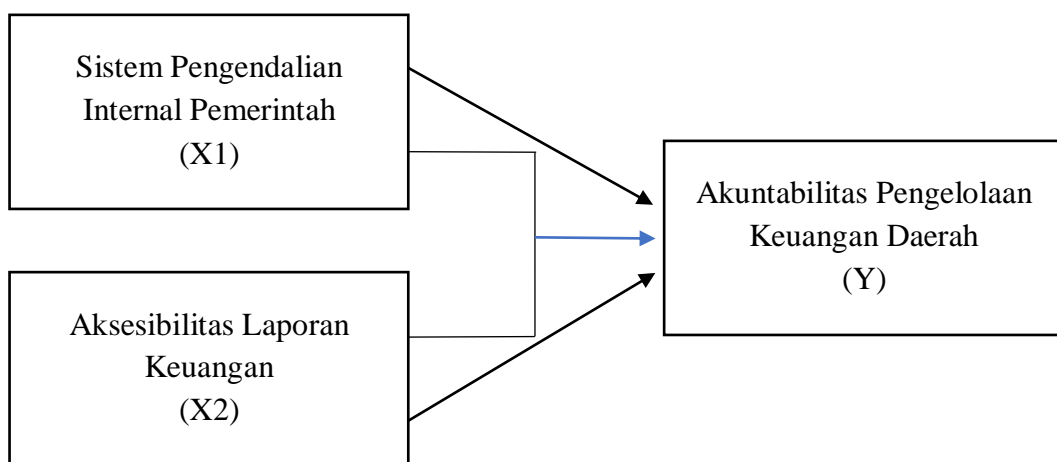 Sistem Pengendalian
Internal Pemerintah
(X1)
Akuntabilitas Pengelolaan
Keuangan Daerah
(Y)
Aksesibilitas Laporan
Keuangan
(X2)